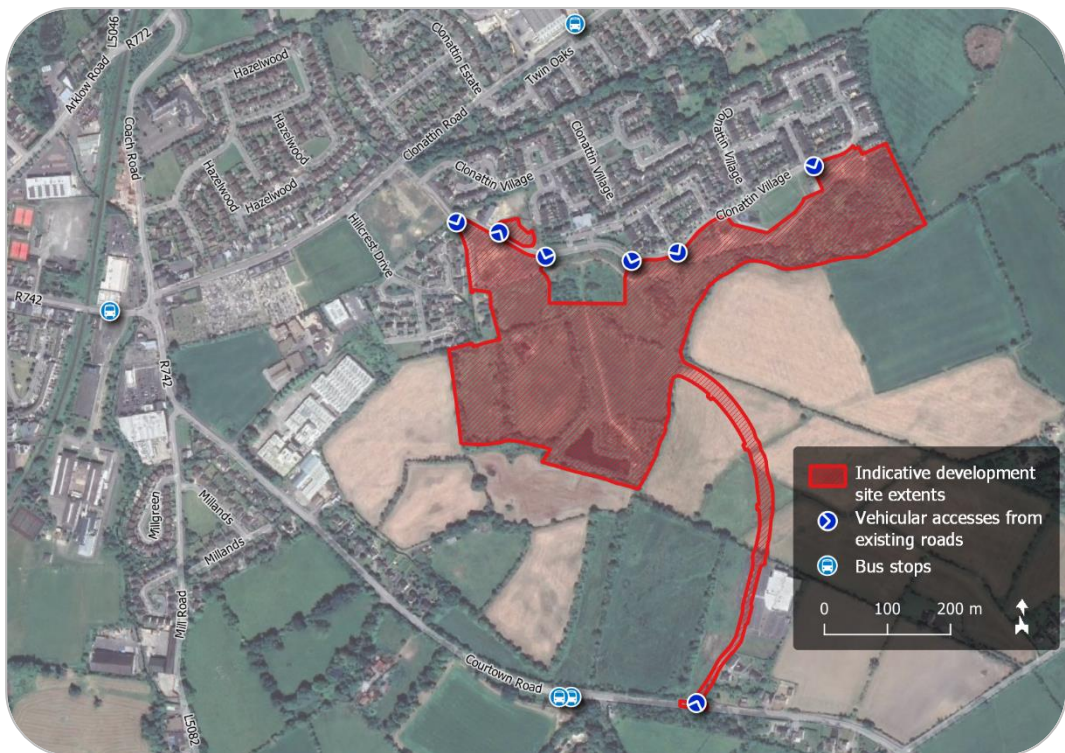 L5046
R772
Arklow Road
Coach Road
Hazelwood
Hazelwood
Hazelwood
Hazelwood
Hazelwood
Clonattin Estate
Twin Oaks
Clonattin Road
Clonattin Village
Clonattin Village
Clonattin Village
Clonattin Village
Hillcrest Drive
R742
R742
Millgreen
Millands
Millands
Mill Road
L5082
Courtown Road
Indicative development
site extents
Vehicular accesses from
existing roads
Bus stops
0 100 200 m